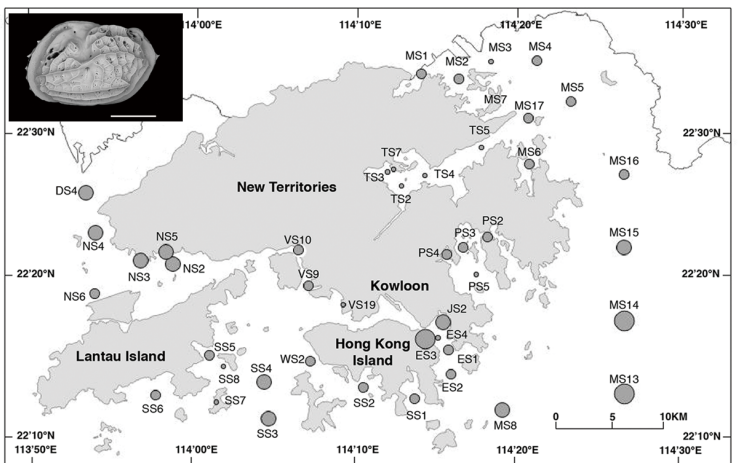 114'00"E
114'10"E
114'20"E
114'30"E
MS1
MS2
MS3
MS4
MS7
MS5
MS17
22'30"N
22'30"N
TS5
TS7
MS6
MS16
TS3
TS4
DS4
New Territories
TS2
PS2
NS4
NS5
VS10
PS3
MS15
PS4
NS3
NS2
22'20"N
VS9
PS5
22'20"N
NS6
Kowloon
VS19
JS2
MS14
ES4
Hong Kong
Island
Lantau Island
SS5
WS2
ES3
ES1
SS8
SS4
ES2
MS13
SS6
SS7
SS2
SS1
SS3
MS8
0 5 10KM
22'10"N
22'10"N
113'50"E
114'00"E
114'10"E
114'20"E
114'30"E